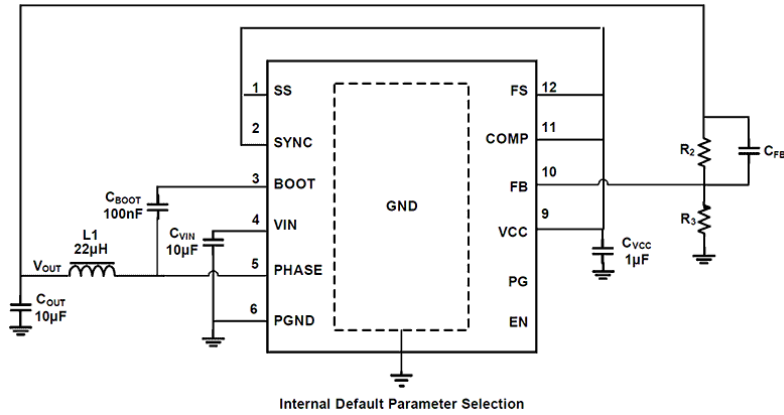 1
SS
2
SYNC
3
BOOT
4
VIN
5
PHASE
6
PGND
GND
FS
12
COMP
11
FB
10
VCC
9
PG
EN
CBOOT
100nF
L1
22µH
CVIN
10µF
VOUT
COUT
10µF
R2
CFB
R3
CVCC
1µF
Internal Default Parameter Selection